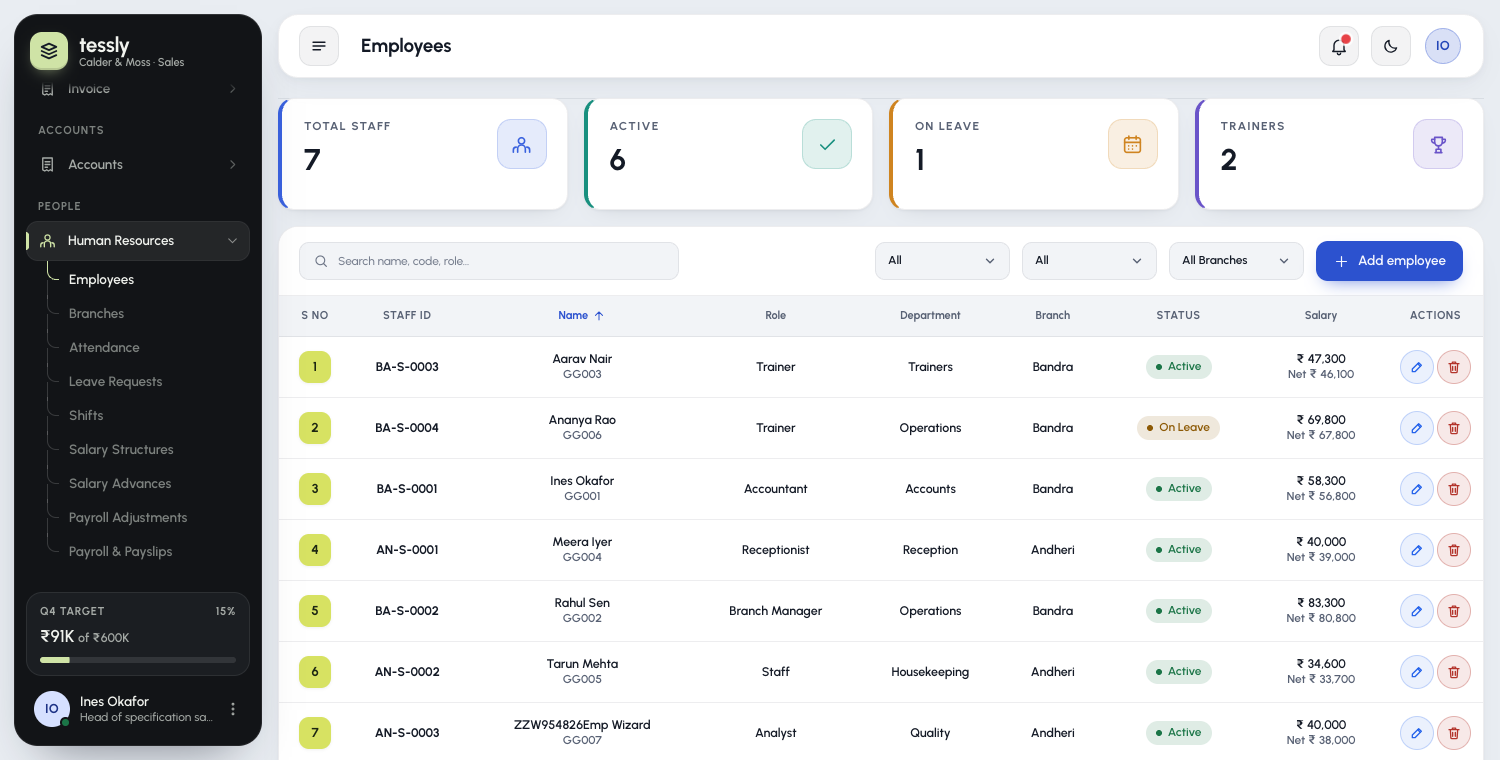 tessly
Calder & Moss · Sales
Invoice
ACCOUNTS
Accounts
PEOPLE
Human Resources
Employees
Branches
Attendance
Leave Requests
Shifts
Salary Structures
Salary Advances
Payroll Adjustments
Payroll & Payslips
Q4 TARGET 15%
₹91K of ₹600K
IO
Ines Okafor
Head of specification sa...
Employees
IO
TOTAL STAFF
7
ACTIVE
6
ON LEAVE
1
TRAINERS
2
Search name, code, role...
All
All
All Branches
Add employee
S NO STAFF ID Name Role Department Branch STATUS Salary ACTIONS
1 BA-S-0003 Aarav Nair Trainer Trainers Bandra Active ₹ 47,300
GG003 Net ₹ 46,100
2 BA-S-0004 Ananya Rao Trainer Operations Bandra On Leave ₹ 69,800
GG006 Net ₹ 67,800
3 BA-S-0001 Ines Okafor Accountant Accounts Bandra Active ₹ 58,300
GG001 Net ₹ 56,800
4 AN-S-0001 Meera Iyer Receptionist Reception Andheri Active ₹ 40,000
GG004 Net ₹ 39,000
5 BA-S-0002 Rahul Sen Branch Manager Operations Bandra Active ₹ 83,300
GG002 Net ₹ 80,800
6 AN-S-0002 Tarun Mehta Staff Housekeeping Andheri Active ₹ 34,600
GG005 Net ₹ 33,700
7 AN-S-0003 ZZW954826Emp Wizard Analyst Quality Andheri Active ₹ 40,000
GG007 Net ₹ 38,000